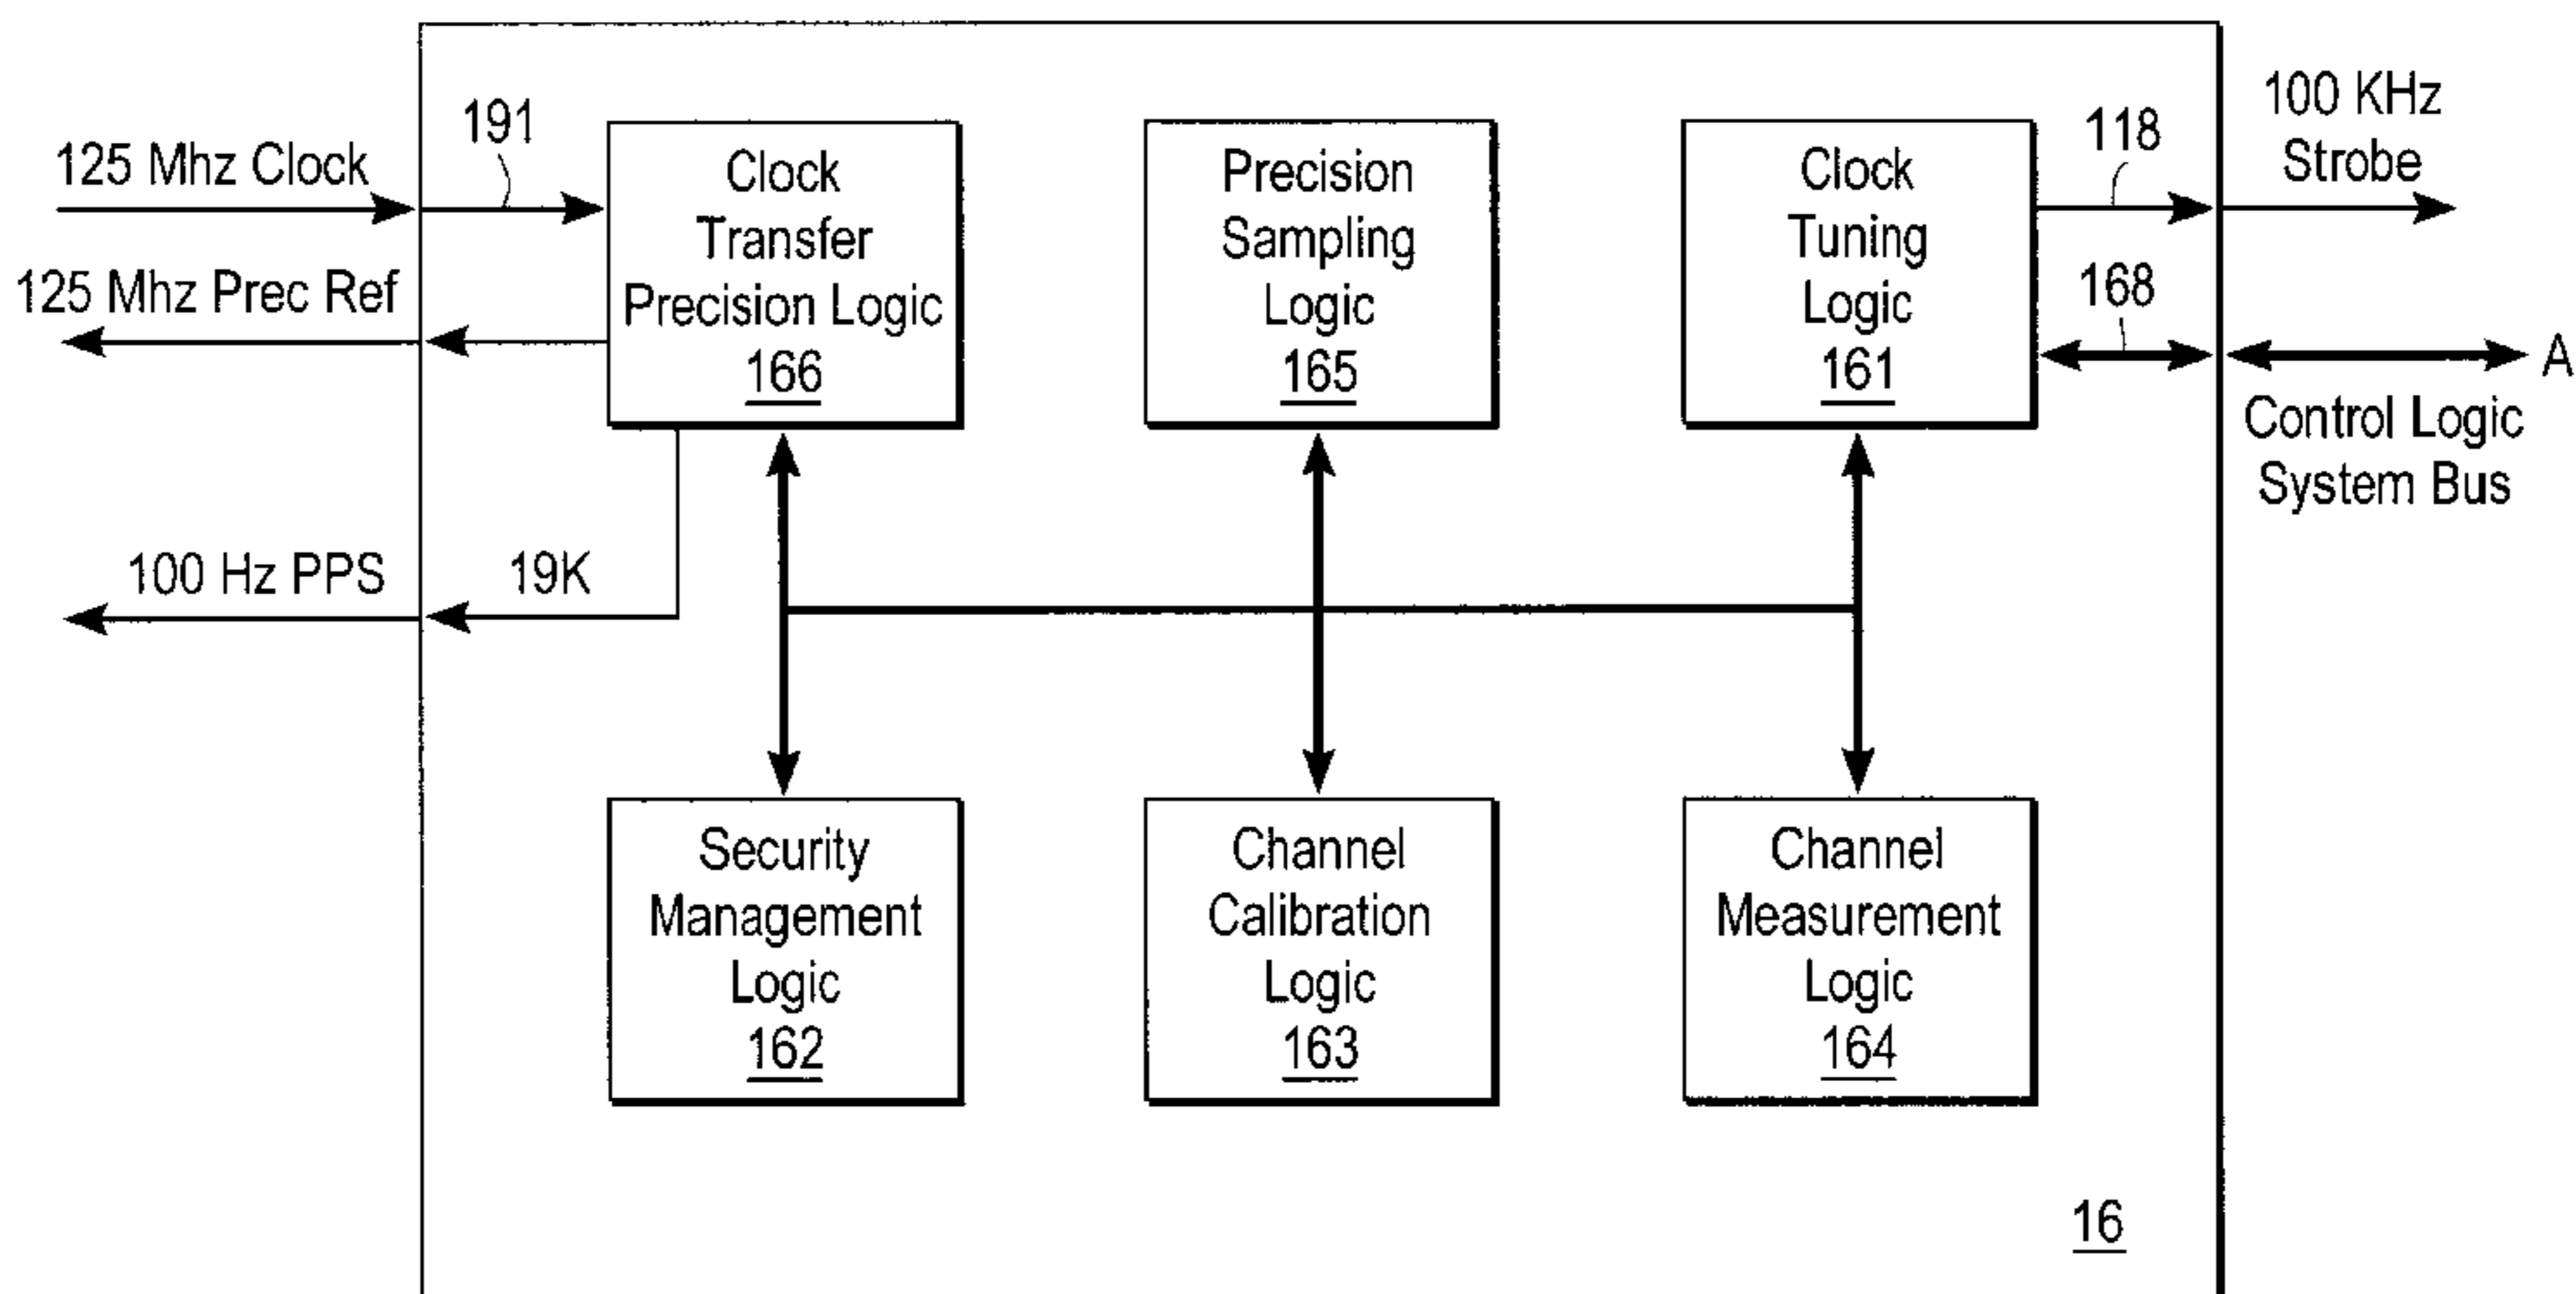 125 Mhz Clock
191
125 Mhz Prec Ref
100 Hz PPS
19K
Clock
Transfer
Precision Logic
166
Precision
Sampling
Logic
165
Clock
Tuning
Logic
161
118
168
100 KHz
Strobe
A
Control Logic
System Bus
Security
Management
Logic
162
Channel
Calibration
Logic
163
Channel
Measurement
Logic
164
16